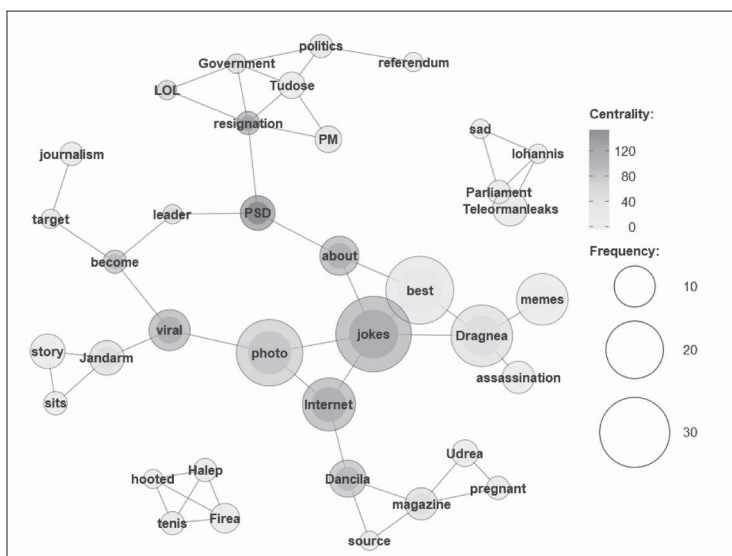 politics
Government
referendum
Tudose
LOL
resignation
PM
journalism
target
leader
PSD
become
about
best
memes
viral
jokes
Dragnea
photo
story
Jandarm
assassination
sits
Internet
Udrea
hooted
Halep
Dancila
pregnant
magazine
tenis
Firea
source
sad
Iohannis
Parliament
Teleormanleaks
Centrality:
120
80
40
0
Frequency:
10
20
30